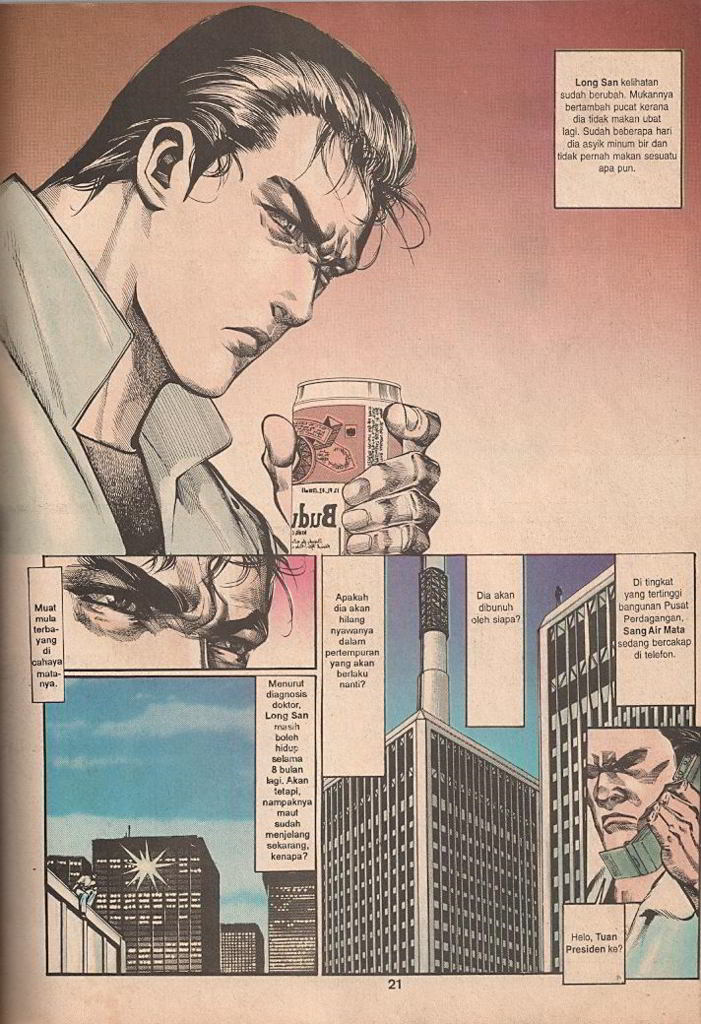 Long San kelihatan
sudah berubah. Mukannya
bertambah pucat kerana
dia tidak makan ubat
lagi. Sudah beberapa hari
dia asyik minum bir dan
tidak pernah makan sesuatu
apa pun.
Budw
Muat
mula
terba-
yang
di
cahaya
mata-
nya.
Menurut
diagnosis
doktor,
Long San
masih
boleh
hidup
selama
8 bulan
lagi. Akan
tetapi,
nampaknya
maut
sudah
menjelang
sekarang,
kenapa?
Apakah
dia akan
hilang
nyawanya
dalam
pertempuran
yang akan
berlaku
nanti?
Dia akan
dibunuh
oleh siapa?
Di tingkat
yang tertinggi
bangunan Pusat
Perdagangan,
Sang Air Mata
sedang bercakap
di telefon.
Helo, Tuan
Presiden ke?
21